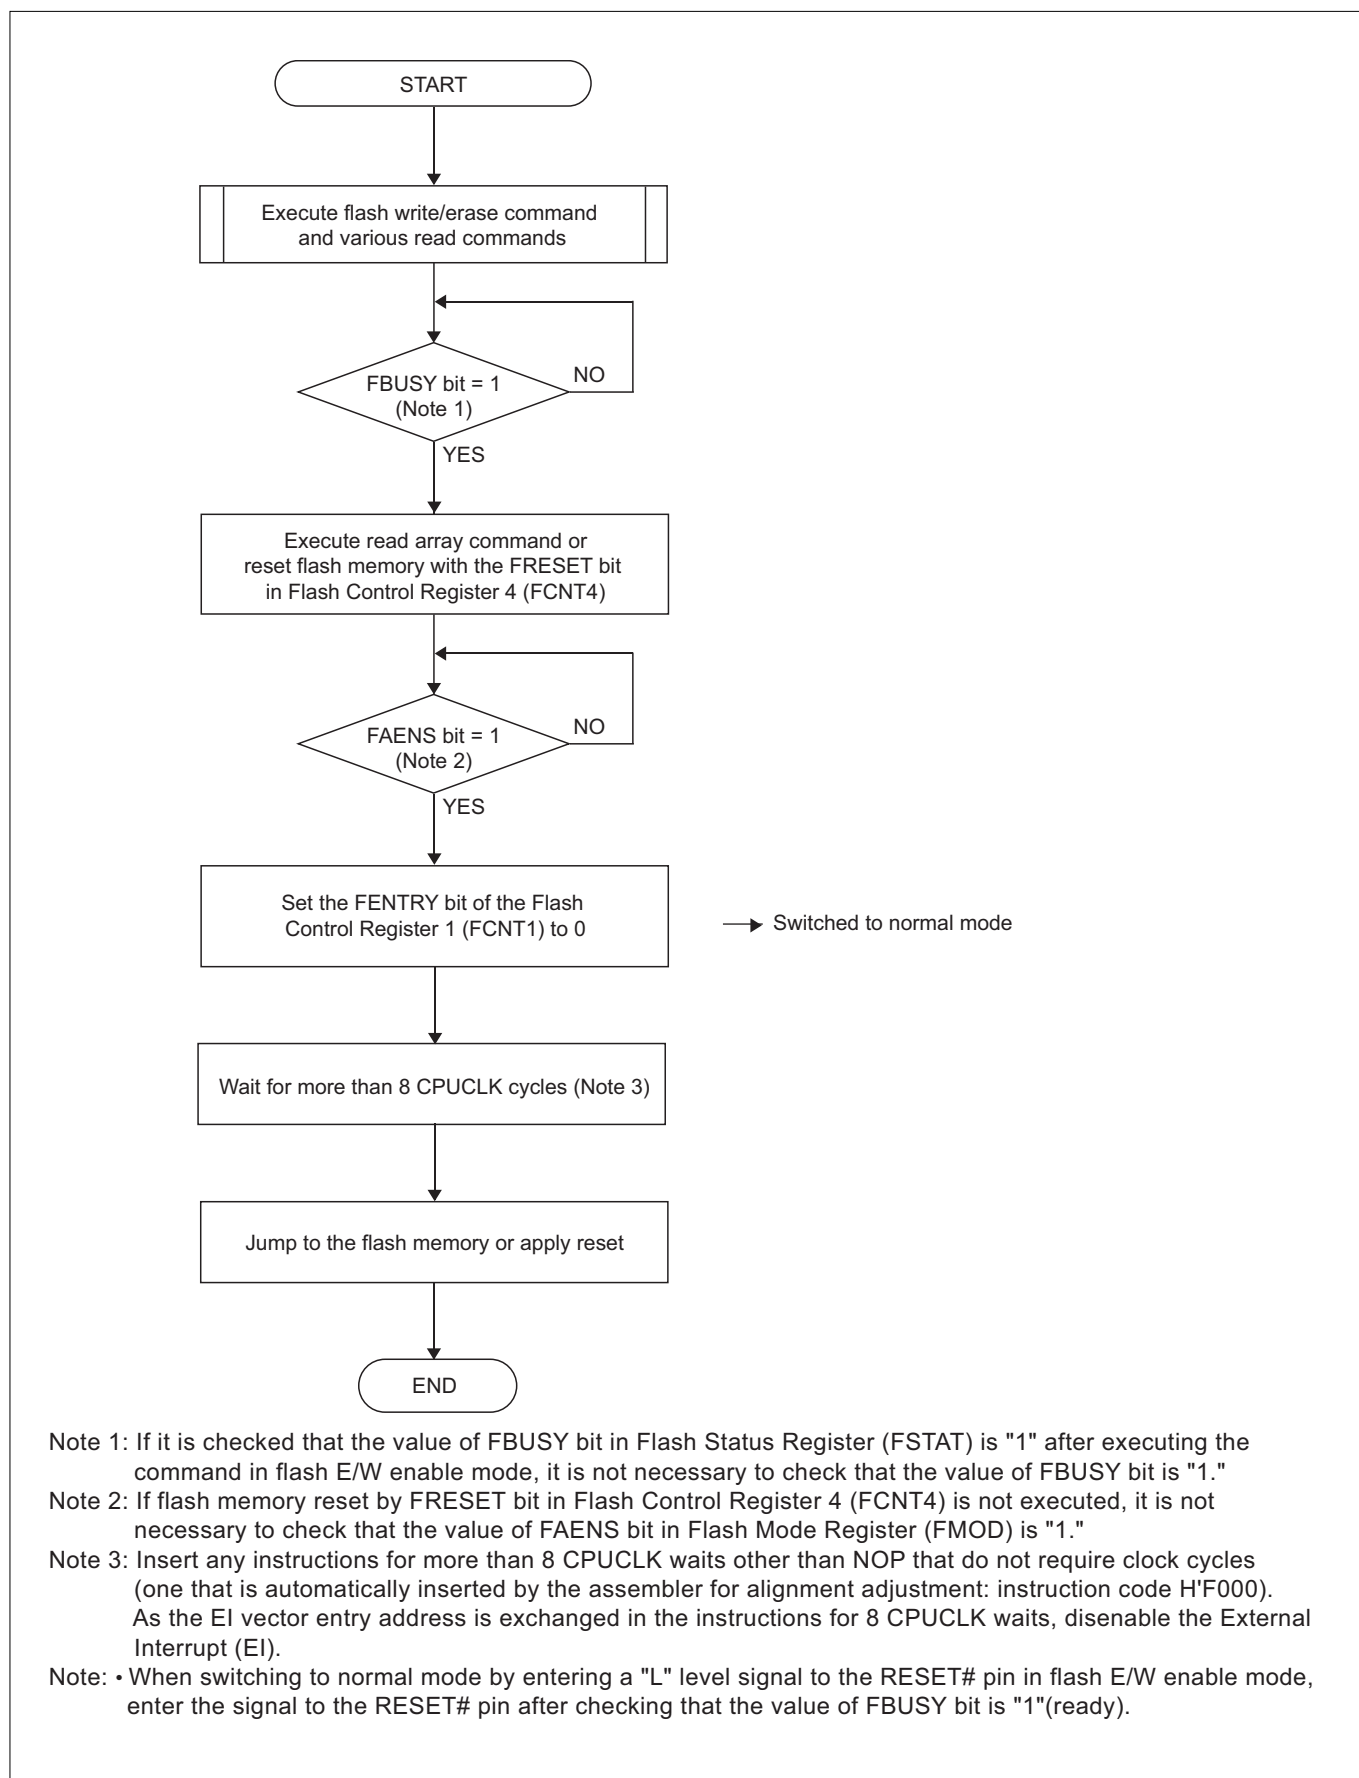 START
Execute flash write/erase command
and various read commands
FBUSY bit = 1
(Note 1)
NO
YES
Execute read array command or
reset flash memory with the FRESET bit
in Flash Control Register 4 (FCNT4)
FAENS bit = 1
(Note 2)
NO
YES
Set the FENTRY bit of the Flash
Control Register 1 (FCNT1) to 0
Switched to normal mode
Wait for more than 8 CPUCLK cycles (Note 3)
Jump to the flash memory or apply reset
END
Note 1: If it is checked that the value of FBUSY bit in Flash Status Register (FSTAT) is "1" after executing the
command in flash E/W enable mode, it is not necessary to check that the value of FBUSY bit is "1."
Note 2: If flash memory reset by FRESET bit in Flash Control Register 4 (FCNT4) is not executed, it is not
necessary to check that the value of FAENS bit in Flash Mode Register (FMOD) is "1."
Note 3: Insert any instructions for more than 8 CPUCLK waits other than NOP that do not require clock cycles
(one that is automatically inserted by the assembler for alignment adjustment: instruction code H'F000).
As the EI vector entry address is exchanged in the instructions for 8 CPUCLK waits, disenable the External
Interrupt (EI).
Note: • When switching to normal mode by entering a "L" level signal to the RESET# pin in flash E/W enable mode,
enter the signal to the RESET# pin after checking that the value of FBUSY bit is "1"(ready).